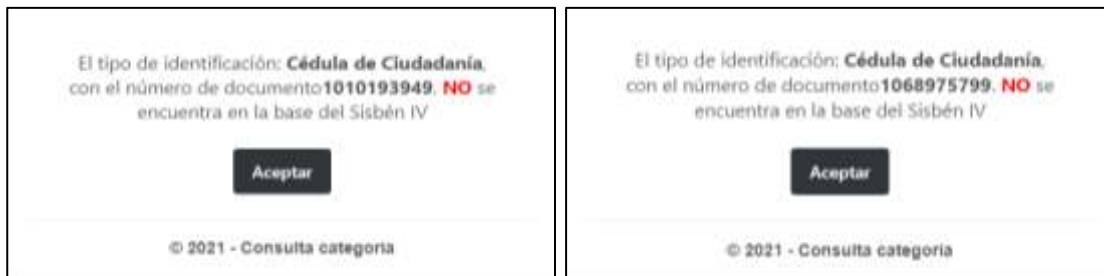 El tipo de identificación: Cédula de Ciudadanía,
con el número de documento1010193949, NO se
encuentra en la base del Sisbén IV
Aceptar
© 2021 - Consulta categoria
El tipo de identificación: Cédula de Ciudadanía,
con el número de documento1068975799, NO se
encuentra en la base del Sisbén IV
Aceptar
© 2021 - Consulta categoria